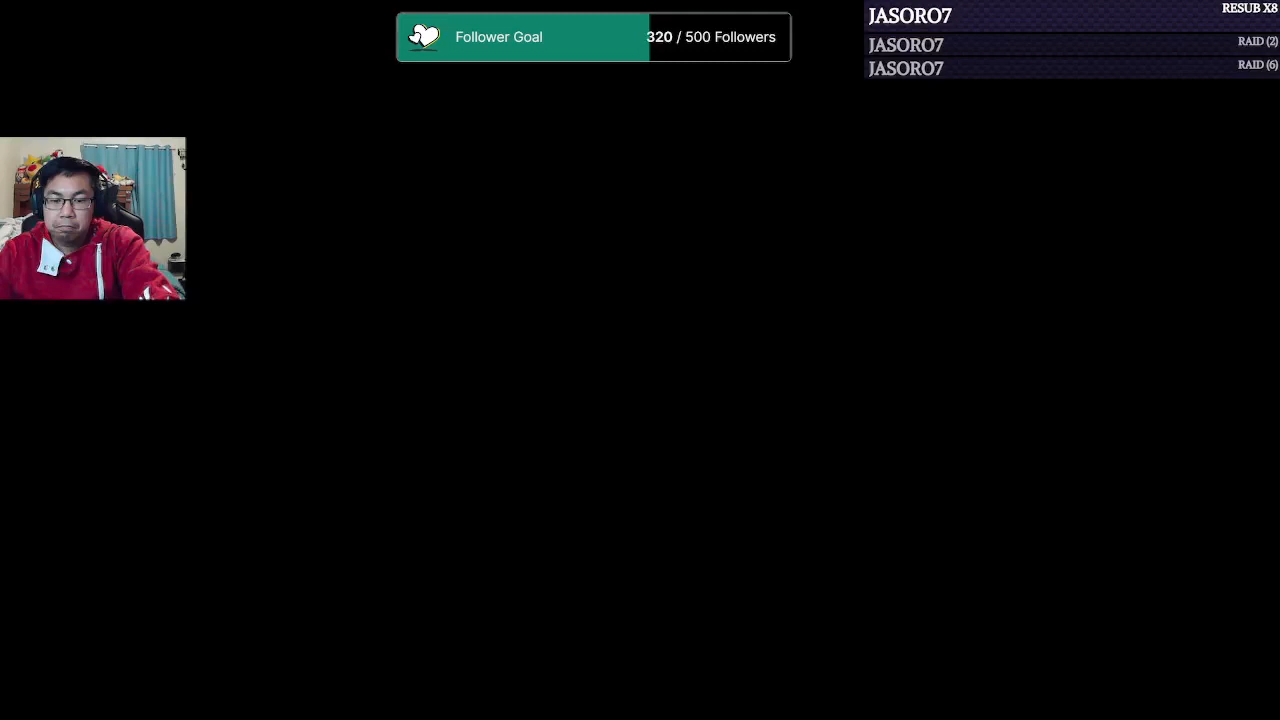 Follower Goal 320 / 500 Followers
JASORO7 RESUB X8
JASORO7 RAID (2)
JASORO7 RAID (6)